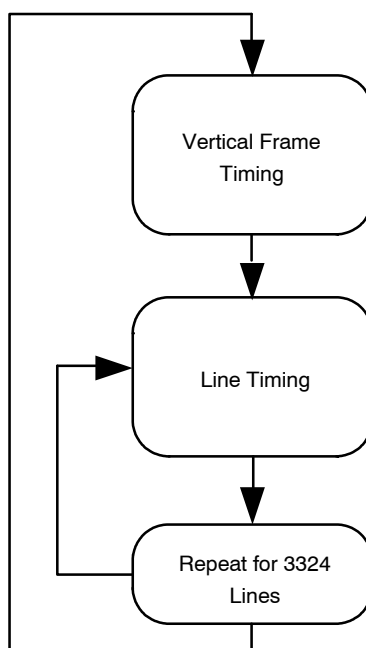 Vertical Frame
Timing
Line Timing
Repeat for 3324
Lines